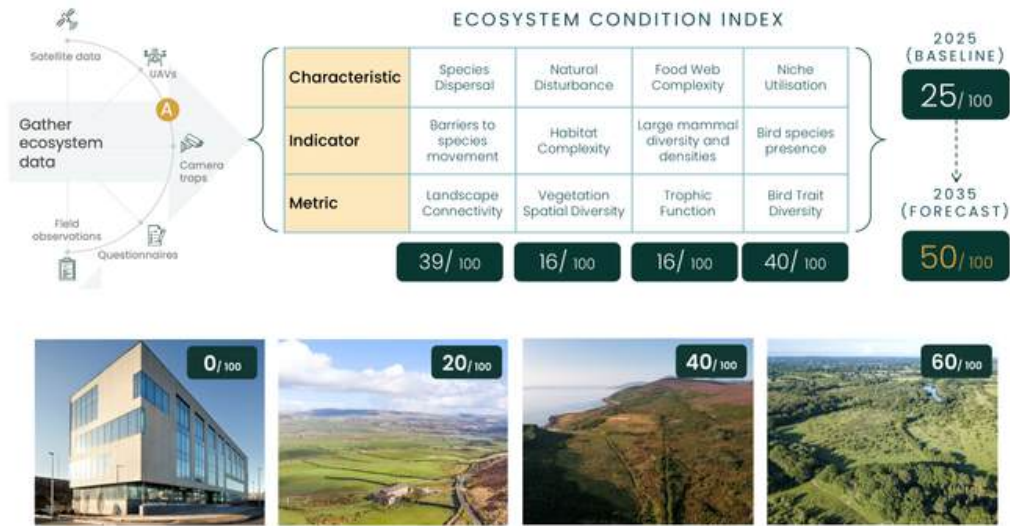 ECOSYSTEM CONDITION INDEX
Satellite data
UAVs
A
Gather
ecosystem
data
Camera
traps
Field
observations
Questionnaires
Characteristic
Species
Dispersal
Natural
Disturbance
Food Web
Complexity
Niche
Utilisation
Indicator
Barriers to
species
movement
Habitat
Complexity
Large mammal
diversity and
densities
Bird species
presence
Metric
Landscape
Connectivity
Vegetation
Spatial Diversity
Trophic
Function
Bird Trait
Diversity
39/ 100
16/ 100
16/ 100
40/ 100
2025
(BASELINE)
25/ 100
2035
(FORECAST)
50/ 100
0/ 100
20/ 100
40/ 100
60/ 100